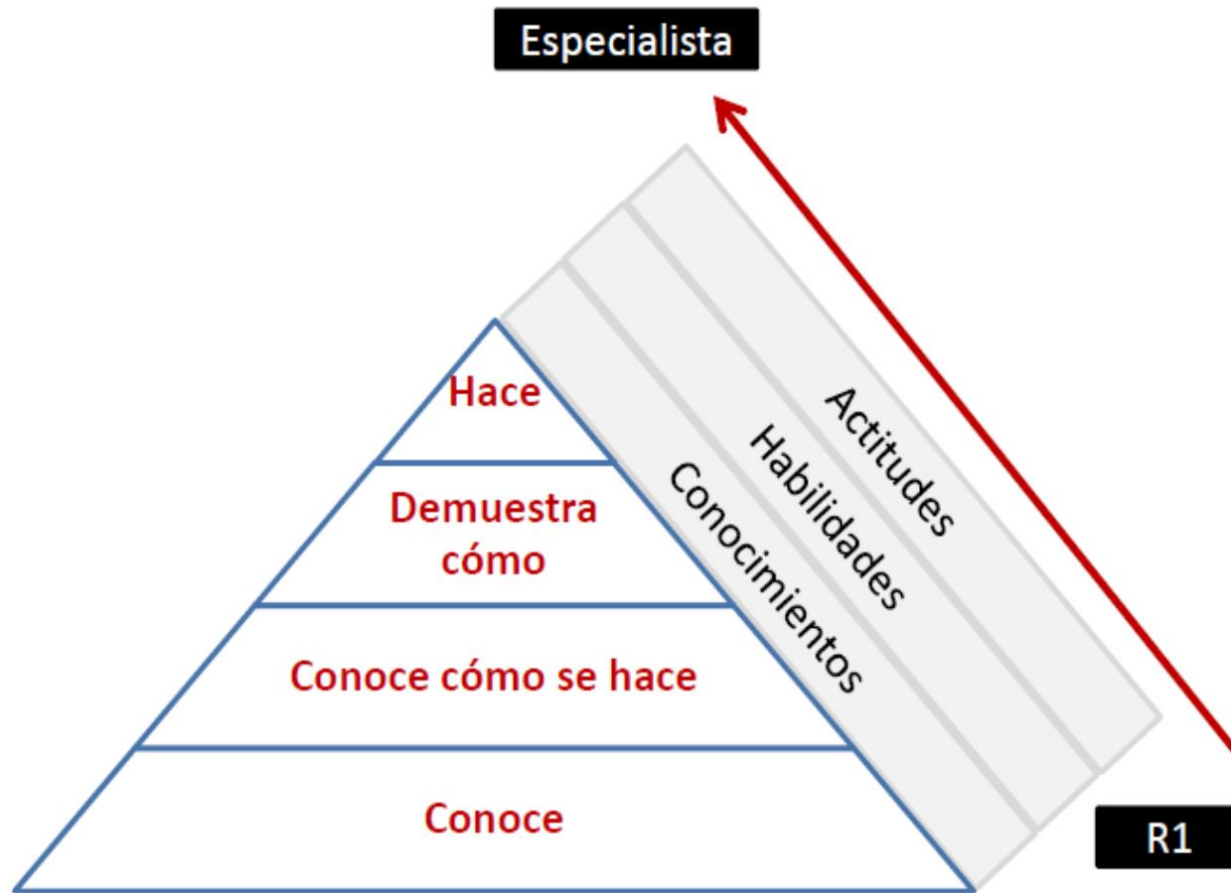 Especialista
Hace
Demuestra
cómo
Conoce cómo se hace
Conoce
Conocimientos
Habilidades
Actitudes
R1